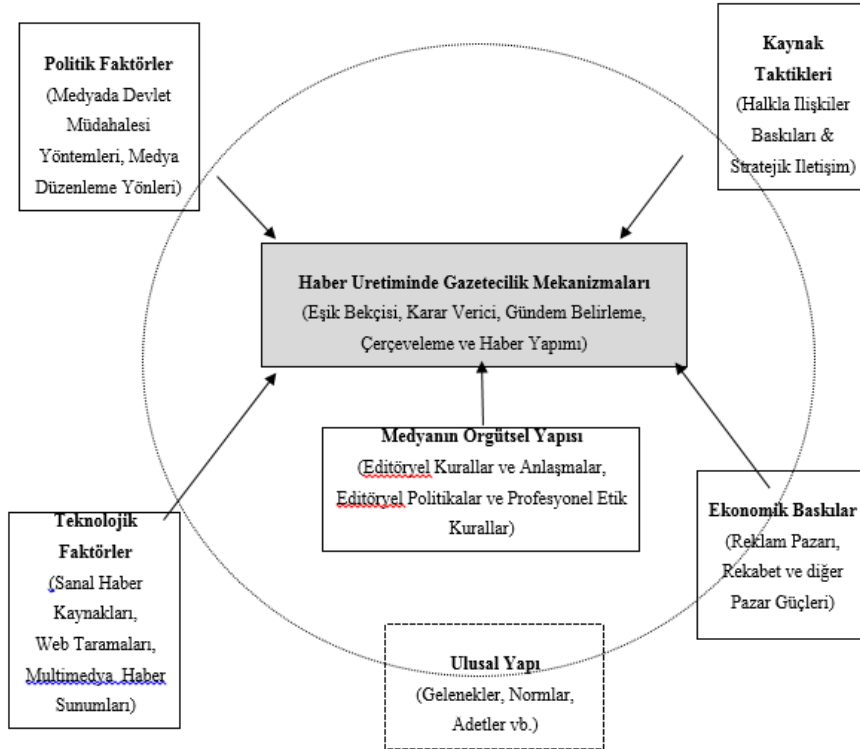 Politik Faktörler
(Medyada Devlet
Müdahalesi
Yöntemleri, Medya
Düzenleme Yönleri)
Kaynak
Taktikleri
(Halkla Ilişkiler
Baskıları &
Stratejik Iletişim)
Haber Uretiminde Gazetecilik Mekanizmaları
(Eşik Bekçisi, Karar Verici, Gündem Belirleme,
Çerçeveleme ve Haber Yapımı)
Medyanın Orgütsel Yapısı
(Editöryel Kurallar ve Anlaşmalar,
Editöryel Politikalar ve Profesyonel Etik
Kurallar)
Teknolojik
Faktörler
(Sanal Haber
Kaynakları,
Web Taramaları,
Multimedya Haber
Sunumları)
Ekonomik Baskılar
(Reklam Pazarı,
Rekabet ve diğer
Pazar Güçleri)
Ulusal Yapı
(Gelenekler, Normlar,
Adetler vb.)